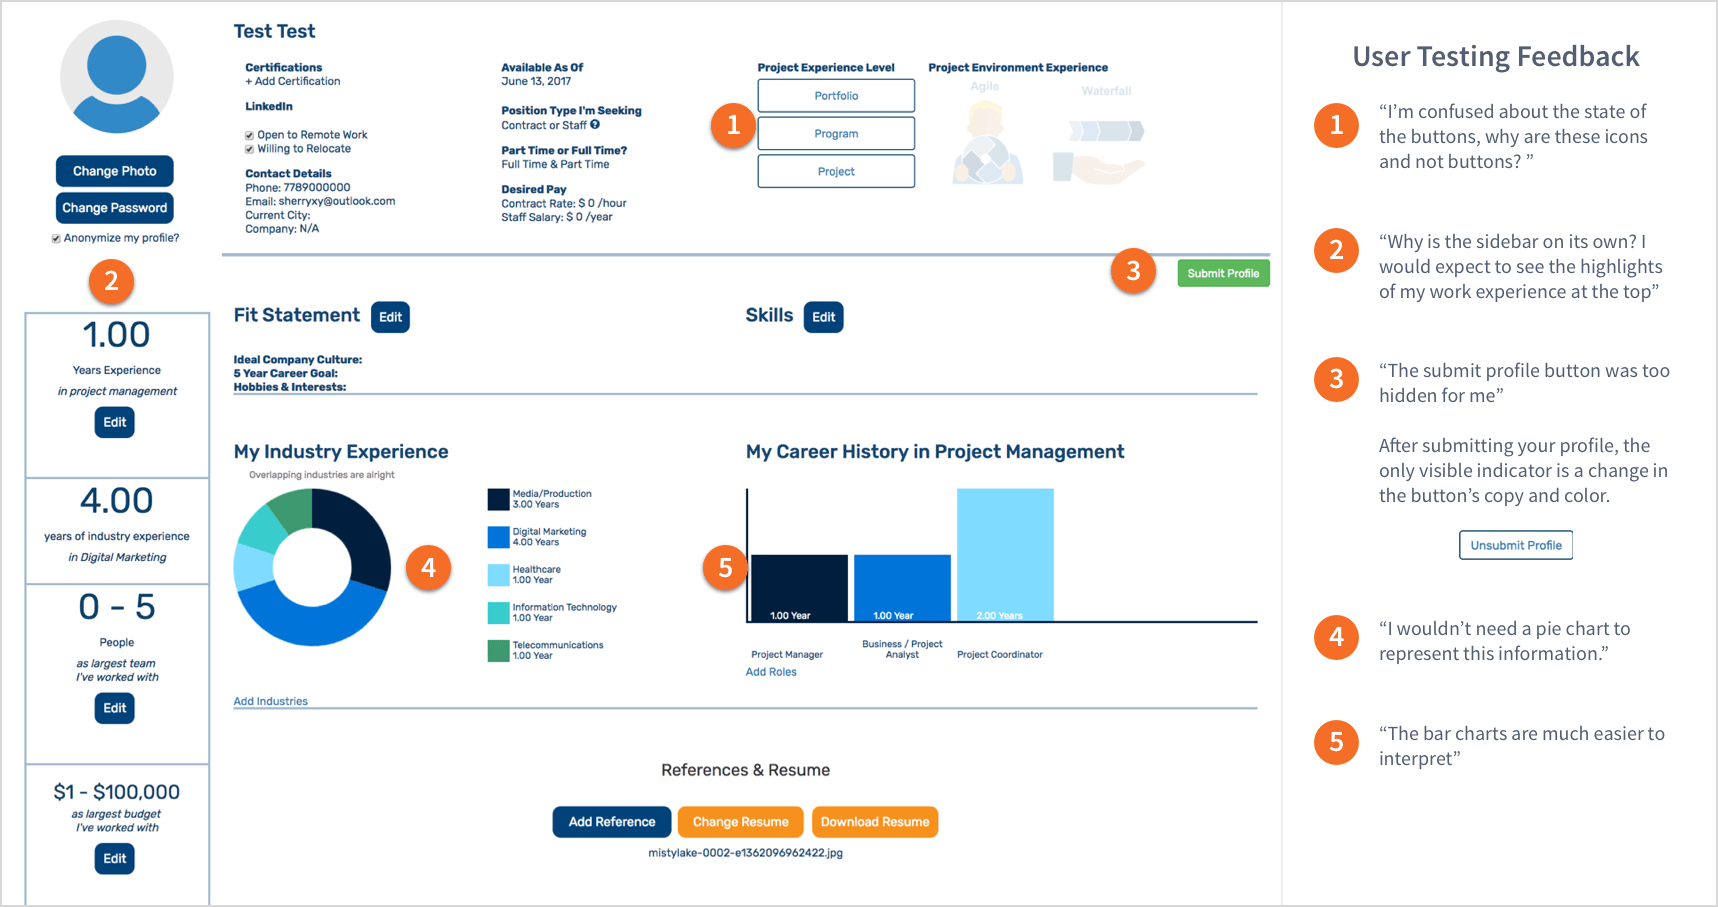 Test Test
Certifications
+ Add Certification
LinkedIn
Open to Remote Work
Willing to Relocate
Contact Details
Phone: 7789000000
Email: sherryxy@outlook.com
Current City:
Company: N/A
Available As Of
June 13, 2017
Position Type I'm Seeking
Contract or Staff ?
Part Time or Full Time?
Full Time & Part Time
Desired Pay
Contract Rate: $ 0 /hour
Staff Salary: $ 0 /year
Project Experience Level
1
Portfolio
Program
Project
Project Environment Experience
Agile
Waterfall
Change Photo
Change Password
Anonymize my profile?
2
1.00
Years Experience
in project management
Edit
4.00
years of industry experience
in Digital Marketing
0 - 5
People
as largest team
I've worked with
Edit
$1 - $100,000
as largest budget
I've worked with
Edit
3
Submit Profile
Fit Statement
Edit
Ideal Company Culture:
5 Year Career Goal:
Hobbies & Interests:
Skills
Edit
My Industry Experience
Overlapping industries are alright
4
Media/Production
3.00 Years
Digital Marketing
4.00 Years
Healthcare
1.00 Year
Information Technology
1.00 Year
Telecommunications
1.00 Year
Add Industries
My Career History in Project Management
5
1.00 Year
1.00 Year
2.00 Years
Project Manager
Business / Project
Analyst
Project Coordinator
Add Roles
References & Resume
Add Reference
Change Resume
Download Resume
mistylake-0002-e1362096962422.jpg
User Testing Feedback
1
“I’m confused about the state of
the buttons, why are these icons
and not buttons? ”
2
“Why is the sidebar on its own? I
would expect to see the highlights
of my work experience at the top”
3
“The submit profile button was too
hidden for me”
After submitting your profile, the
only visible indicator is a change in
the button’s copy and color.
Unsubmit Profile
4
“I wouldn’t need a pie chart to
represent this information.”
5
“The bar charts are much easier to
interpret”